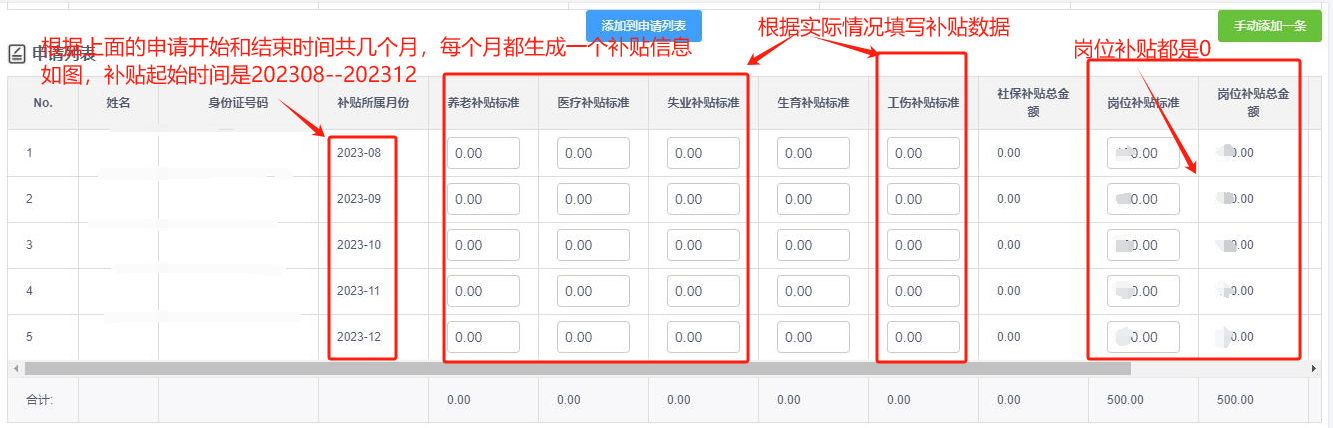 添加到申请列表
手动添加一条
根据实际情况填写补贴数据
岗位补贴都是0
申请列表
根据上面的申请开始和结束时间共几个月，每个月都生成一个补贴信息
如图，补贴起始时间是202308--202312
No. 姓名 身份证号码 补贴所属月份 养老补贴标准 医疗补贴标准 失业补贴标准 生育补贴标准 工伤补贴标准 社保补贴总金额 岗位补贴标准 岗位补贴总金额
1 2023-08 0.00 0.00 0.00 0.00 0.00 0.00 0.00 0.00
2 2023-09 0.00 0.00 0.00 0.00 0.00 0.00 0.00 0.00
3 2023-10 0.00 0.00 0.00 0.00 0.00 0.00 0.00 0.00
4 2023-11 0.00 0.00 0.00 0.00 0.00 0.00 0.00 0.00
5 2023-12 0.00 0.00 0.00 0.00 0.00 0.00 0.00 0.00
合计: 0.00 0.00 0.00 0.00 0.00 0.00 500.00 500.00